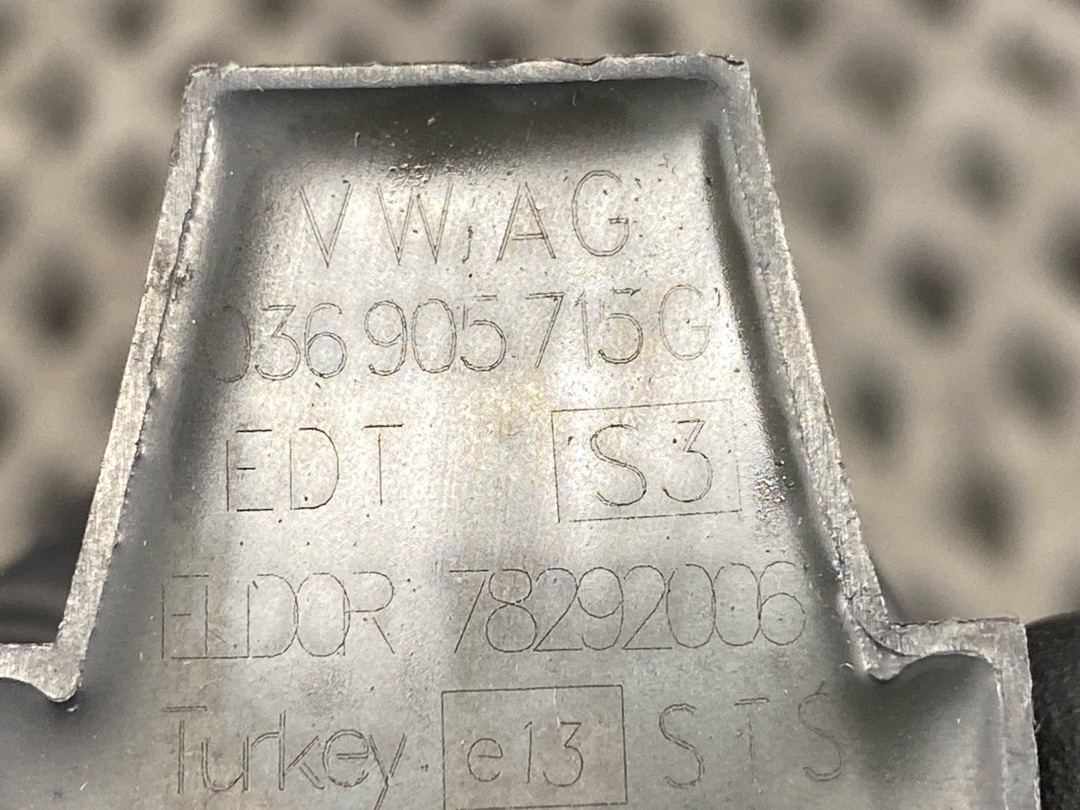 VW AG
036 905 715 G
EDT S3
ELDOR 78292006
Turkey e13 STS